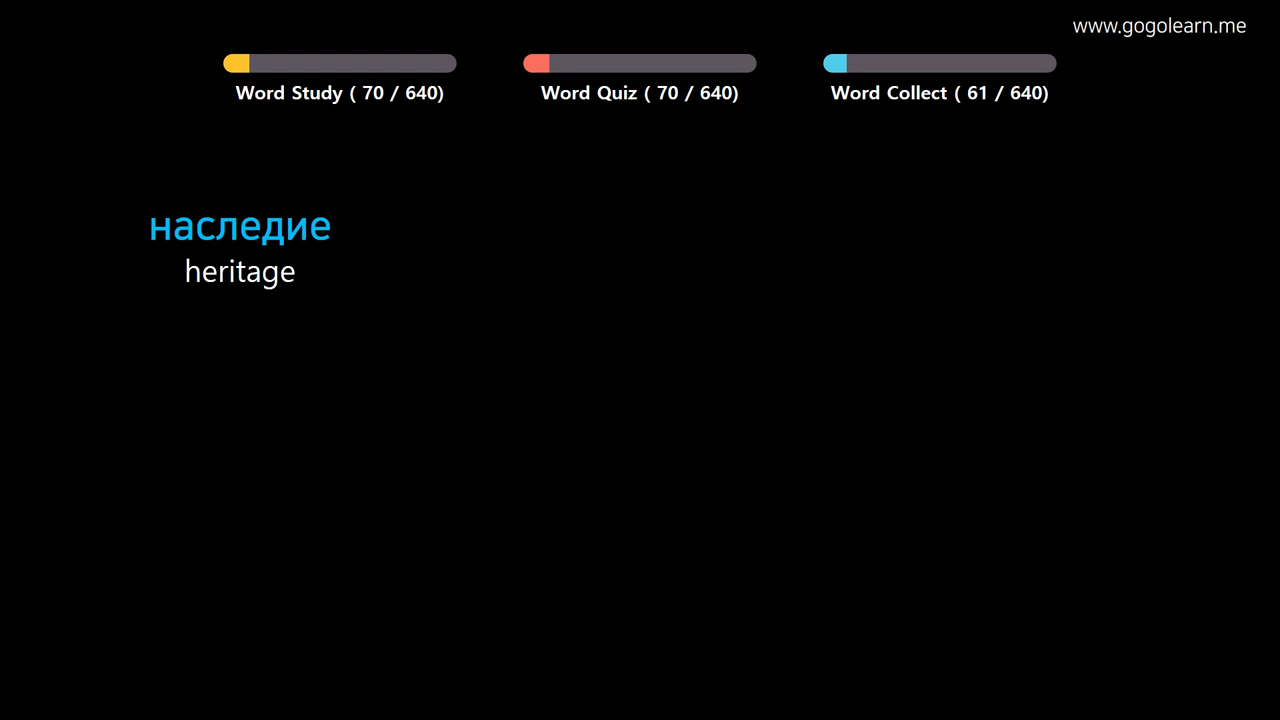 www.gogolearn.me
Word Study ( 70 / 640)
Word Quiz ( 70 / 640)
Word Collect ( 61 / 640)
наследие
heritage